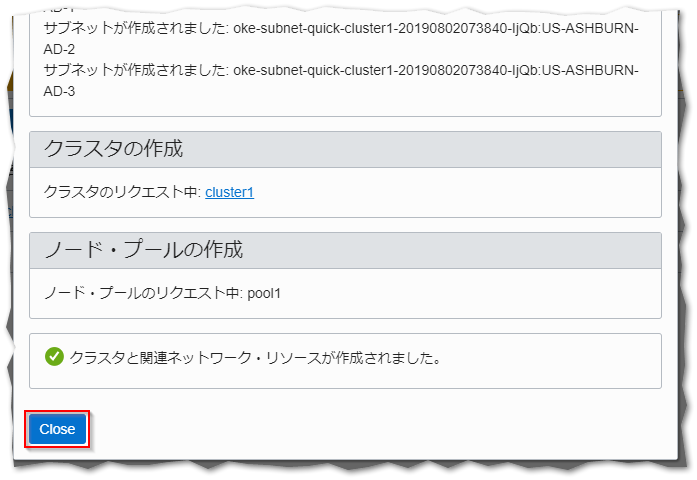 サブネットが作成されました: oke-subnet-quick-cluster1-20190802073840-IjQb:US-ASHBURN-
AD-2
サブネットが作成されました: oke-subnet-quick-cluster1-20190802073840-IjQb:US-ASHBURN-
AD-3
クラスタの作成
クラスタのリクエスト中: cluster1
ノード・プールの作成
ノード・プールのリクエスト中: pool1
クラスタと関連ネットワーク・リソースが作成されました。
Close